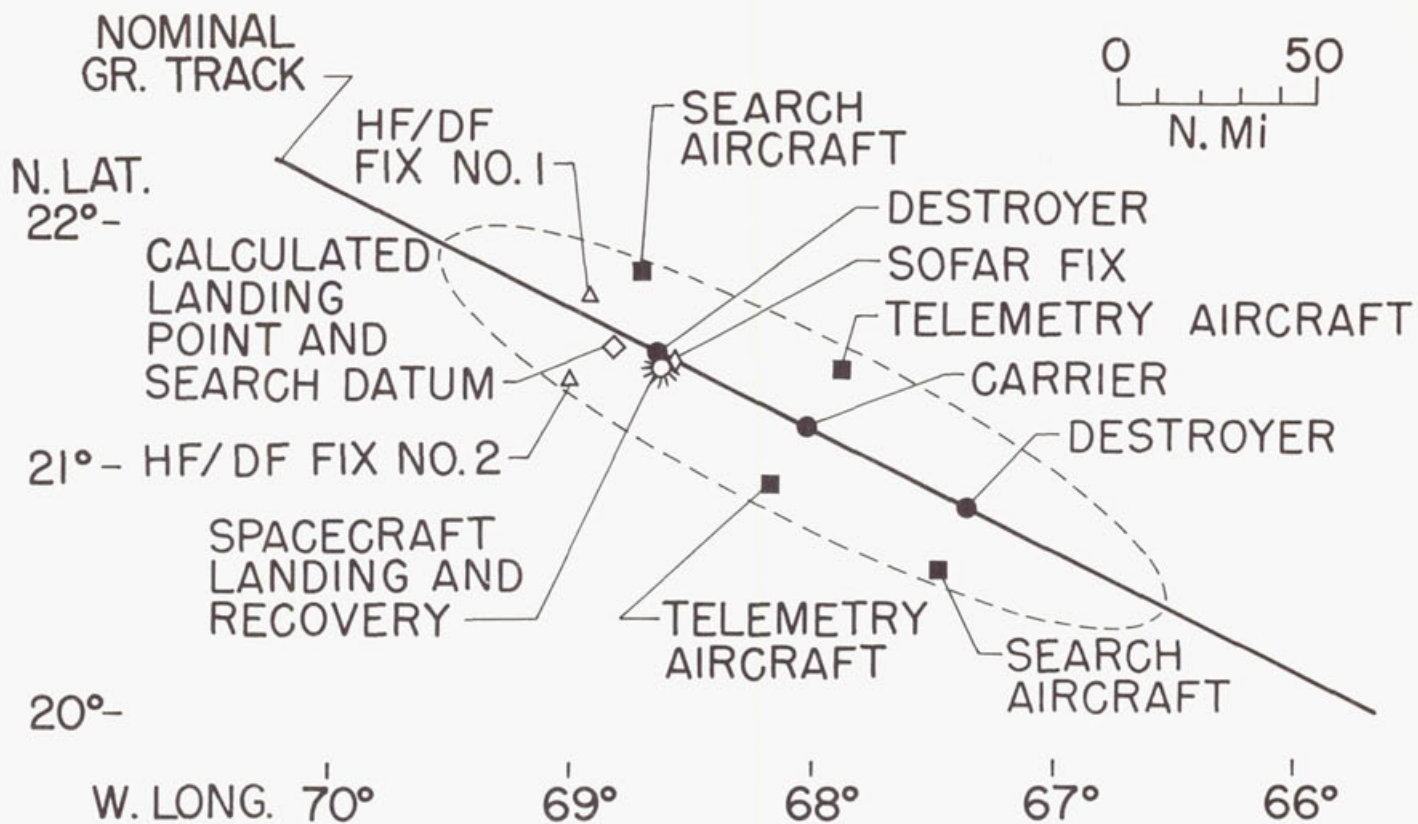 NOMINAL
GR. TRACK
0 50
N. Mi
HF/DF
FIX NO. 1
SEARCH
AIRCRAFT
N. LAT.
22°
DESTROYER
SOFAR FIX
CALCULATED
LANDING
POINT AND
SEARCH DATUM
TELEMETRY AIRCRAFT
CARRIER
DESTROYER
21°
HF/DF FIX NO. 2
SPACECRAFT
LANDING AND
RECOVERY
TELEMETRY
AIRCRAFT
SEARCH
AIRCRAFT
20°
W. LONG. 70° 69° 68° 67° 66°